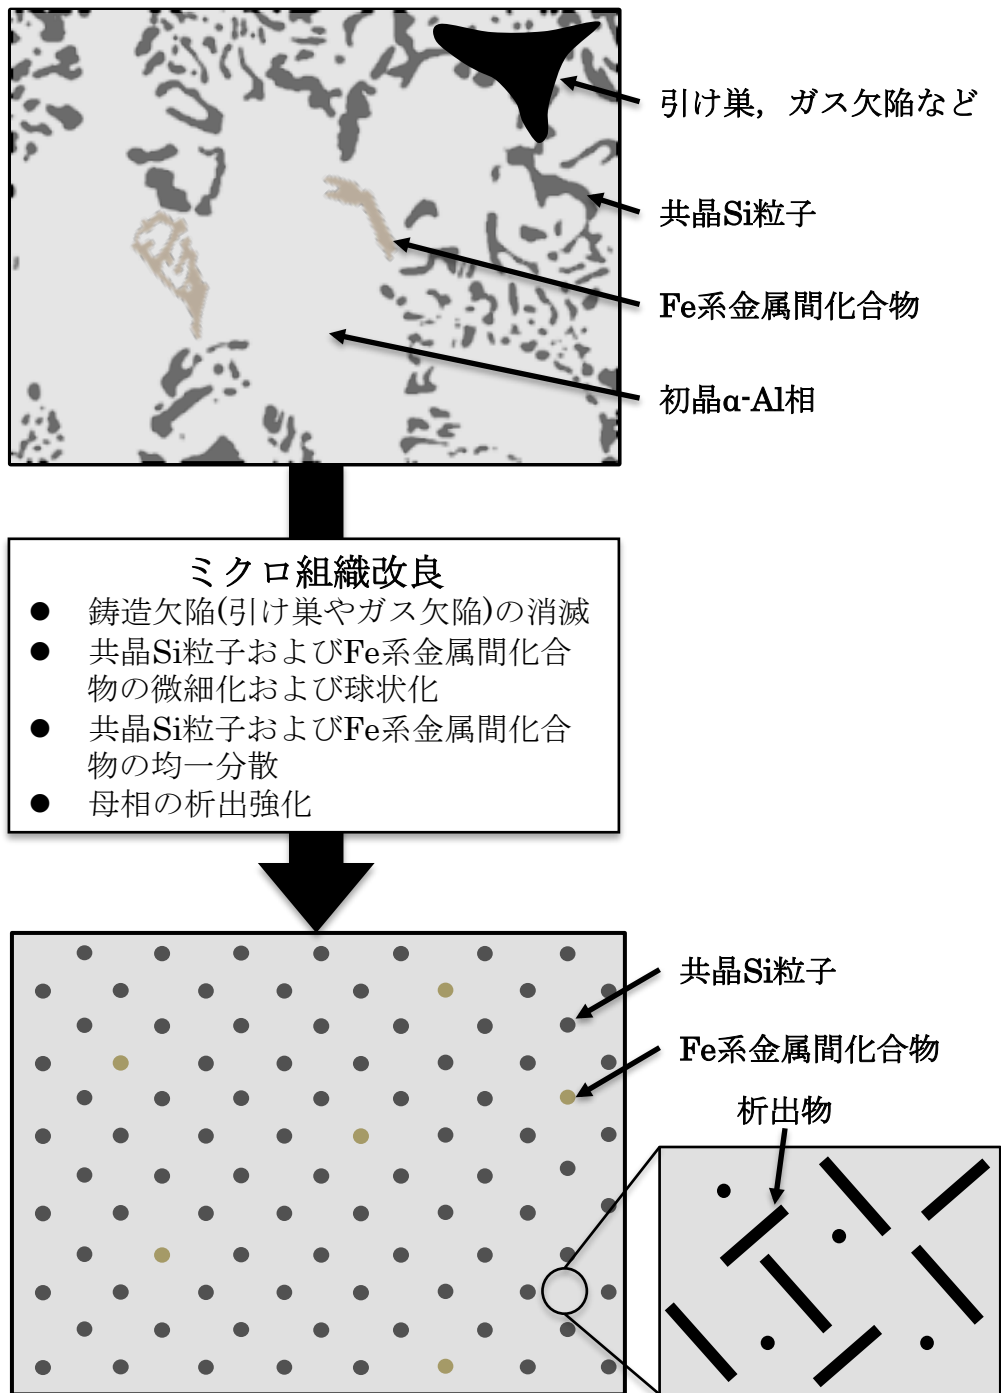 引け巣，ガス欠陥など
共晶Si粒子
Fe系金属間化合物
初晶α-Al相
ミクロ組織改良
● 鋳造欠陥(引け巣やガス欠陥)の消滅
● 共晶Si粒子およびFe系金属間化合
物の微細化および球状化
● 共晶Si粒子およびFe系金属間化合
物の均一分散
● 母相の析出強化
共晶Si粒子
Fe系金属間化合物
析出物